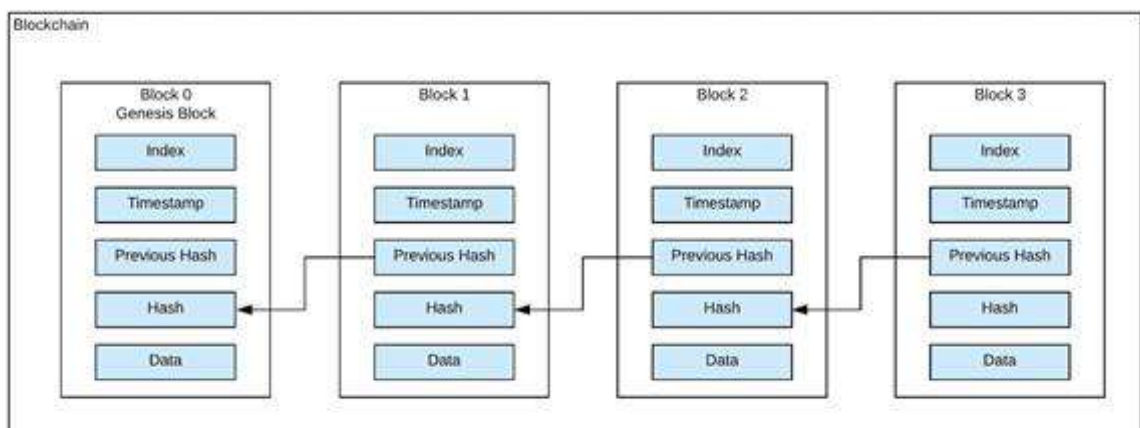 Blockchain
Block 0
Genesis Block
Index
Timestamp
Previous Hash
Hash
Data
Block 1
Index
Timestamp
Previous Hash
Hash
Data
Block 2
Index
Timestamp
Previous Hash
Hash
Data
Block 3
Index
Timestamp
Previous Hash
Hash
Data